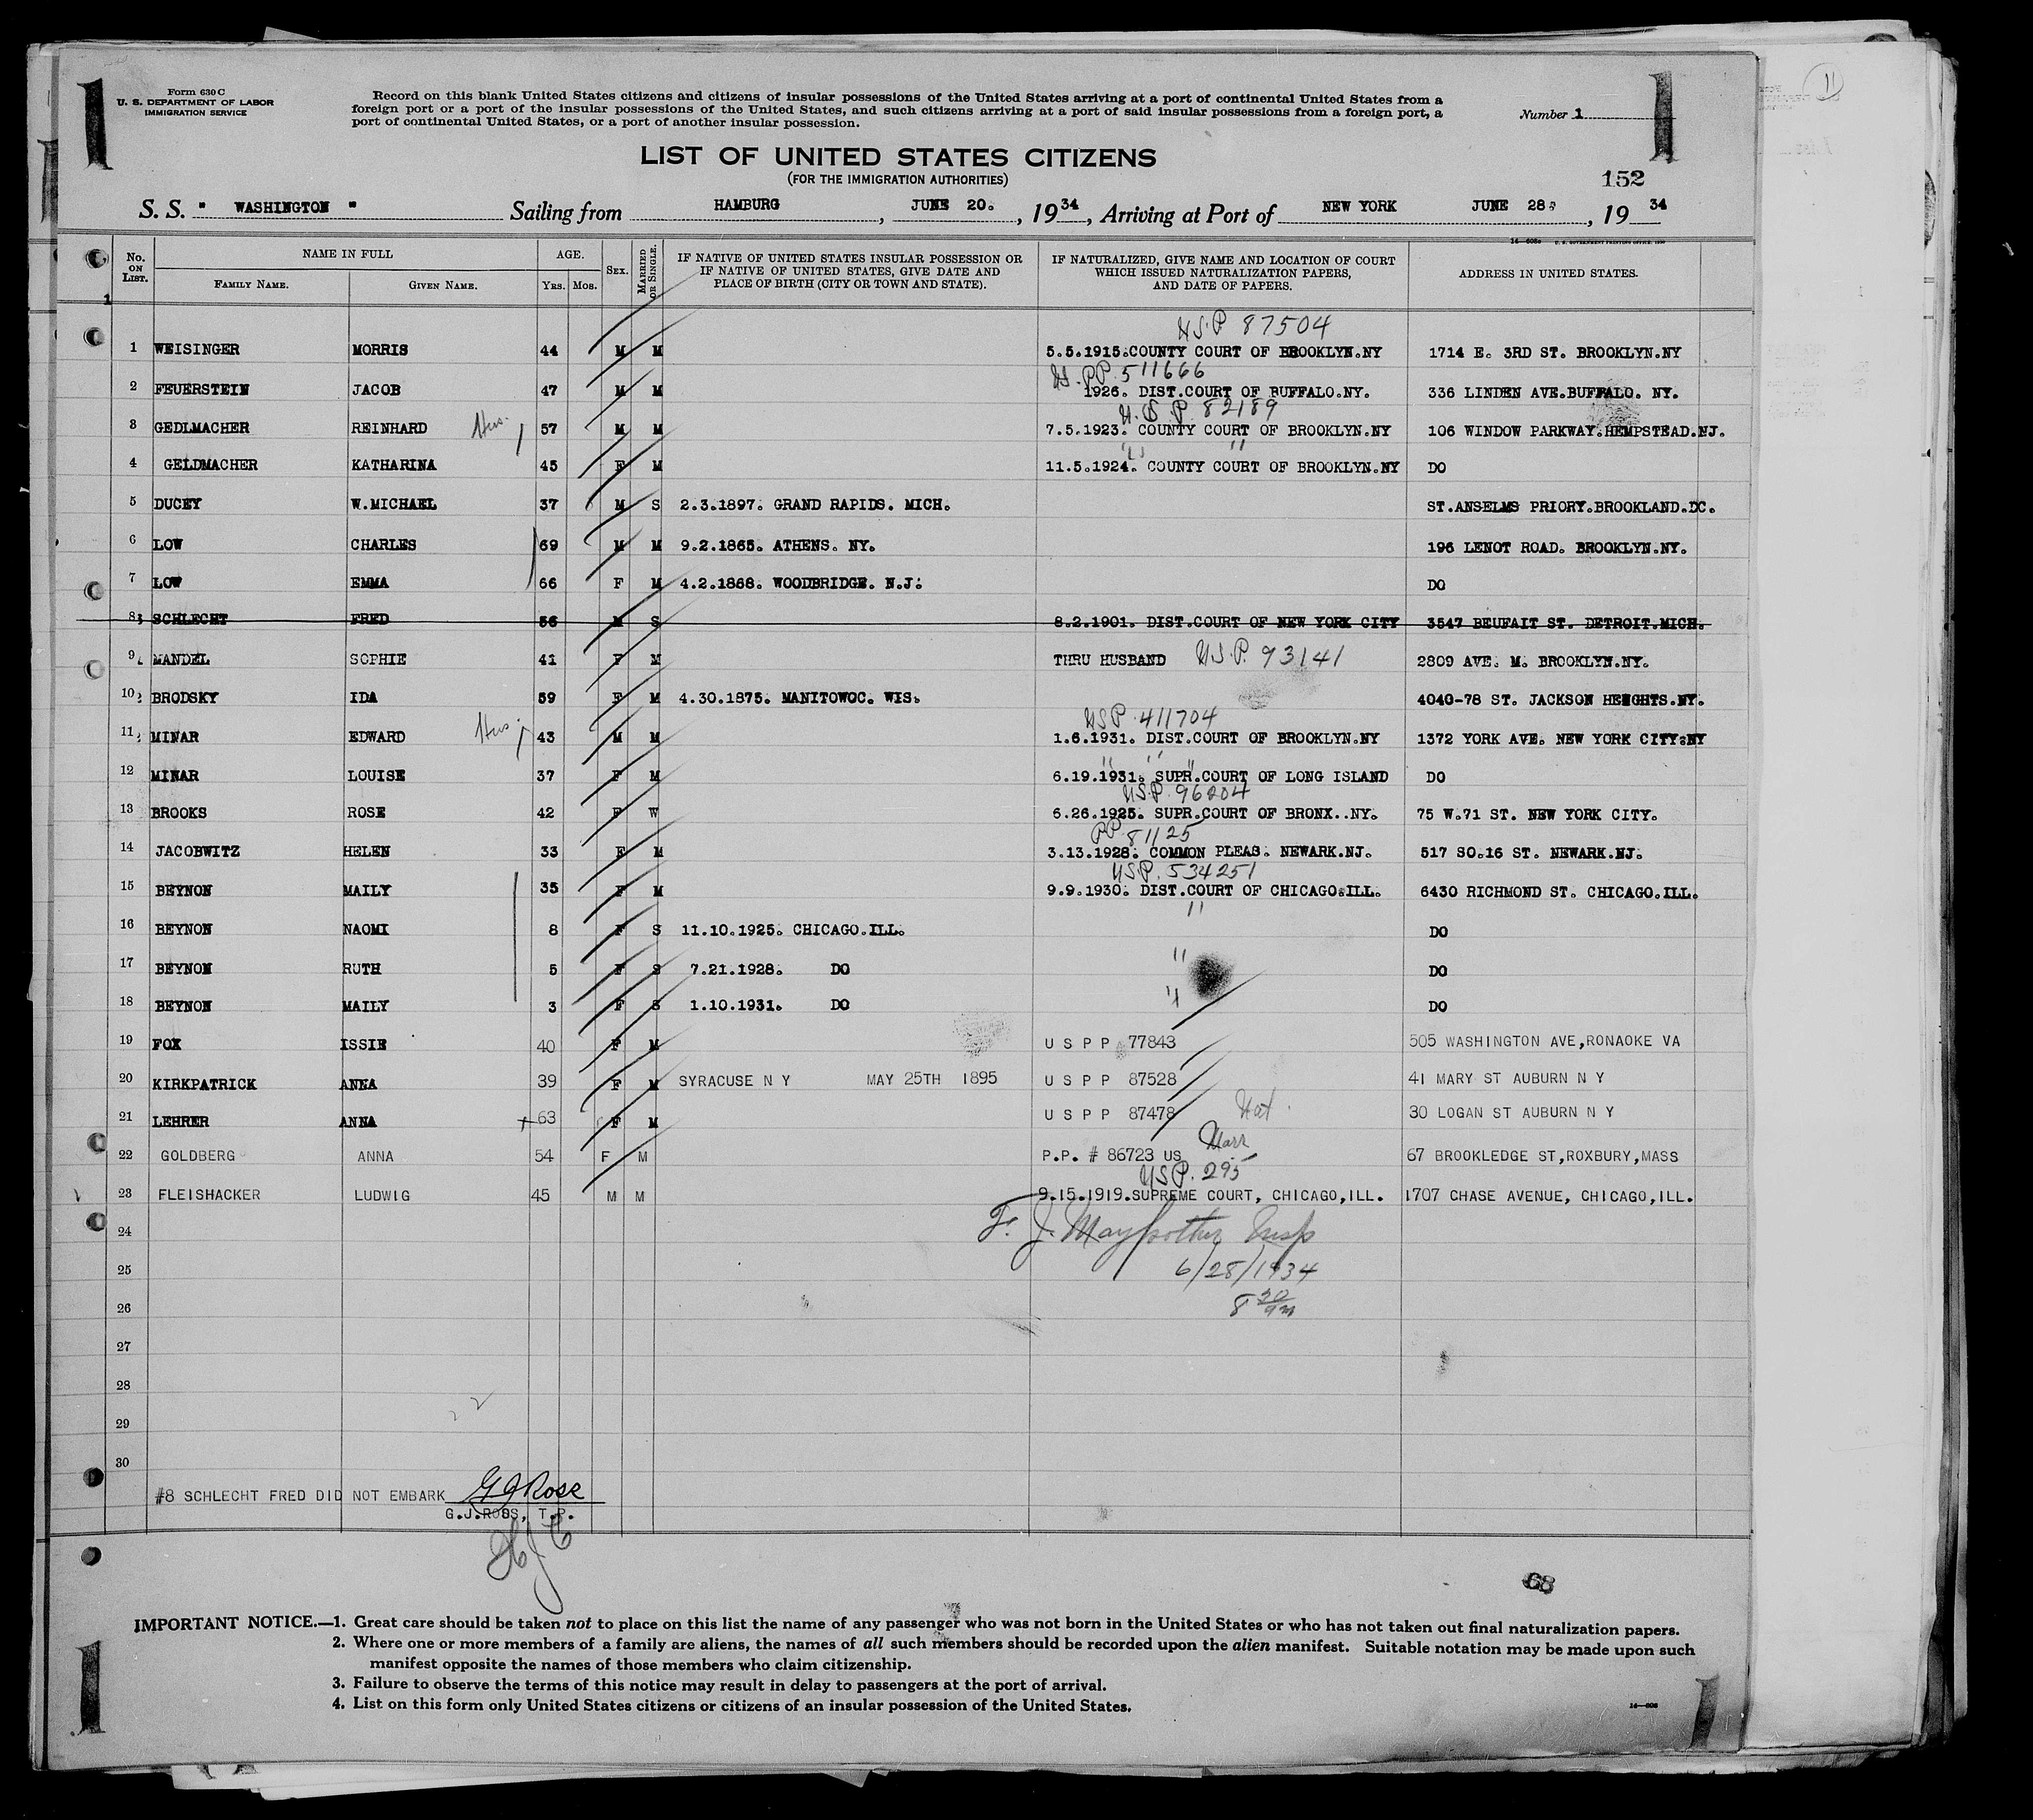 Form 630 C
U. S. DEPARTMENT OF LABOR
IMMIGRATION SERVICE
Record on this blank United States citizens and citizens of insular possessions of the United States arriving at a port of continental United States from a
foreign port or a port of the insular possessions of the United States, and such citizens arriving at a port of said insular possessions from a foreign port, a
port of continental United States, or a port of another insular possession.
Number 1
LIST OF UNITED STATES CITIZENS
(FOR THE IMMIGRATION AUTHORITIES)
152
S. S. " WASHINGTON " Sailing from HAMBURG, JUNE 20., 1934, Arriving at Port of NEW YORK JUNE 28, 1934
No. ON LIST. NAME IN FULL AGE. SEX. MARRIED OR SINGLE. IF NATIVE OF UNITED STATES INSULAR POSSESSION OR IF NATIVE OF UNITED STATES, GIVE DATE AND PLACE OF BIRTH (CITY OR TOWN AND STATE). IF NATURALIZED, GIVE NAME AND LOCATION OF COURT WHICH ISSUED NATURALIZATION PAPERS, AND DATE OF PAPERS. ADDRESS IN UNITED STATES.
FAMILY NAME. GIVEN NAME. YRS. MOS.
1
U.S.P 87504
1 WEISINGER MORRIS 44 M M 5.5.1915.COUNTY COURT OF BROOKLYN.NY 1714 E. 3RD ST. BROOKLYN.NY
U.S. PP. 511666
2 FEUERSTEIN JACOB 47 M M 1926. DIST.COURT OF BUFFALO.NY. 336 LINDEN AVE.BUFFALO. NY.
U.S.P. 82189
3 GEDLMACHER REINHARD Hus. 57 M M 7.5.1923. COUNTY COURT OF BROOKLYN.NY 106 WINDOW PARKWAY.HEMPSTEAD.NJ.
" "
4 GELDMACHER KATHARINA 45 F M 11.5.1924. COUNTY COURT OF BROOKLYN.NY DO
5 DUCEY W.MICHAEL 37 M S 2.3.1897. GRAND RAPIDS. MICH. ST.ANSELMS PRIORY.BROOKLAND.DC.
6 LOW CHARLES 69 M M 9.2.1865. ATHENS. NY. 196 LENOT ROAD. BROOKLYN.NY.
7 LOW EMMA 66 F M 4.2.1868. WOODBRIDGE. N.J. DO
8 SCHLECHT FRED 56 M S 8.2.1901. DIST.COURT OF NEW YORK CITY 3547 BEUFAIT ST. DETROIT.MICH.
9 MANDEL SOPHIE 41 F M THRU HUSBAND U.S.P. 93141 2809 AVE. M. BROOKLYN.NY.
10 BRODSKY IDA 59 F M 4.30.1875. MANITOWOC. WIS. 4040-78 ST. JACKSON HEIGHTS.NY.
USP 411704
11 MINAR EDWARD Hus. 43 M M 1.6.1931. DIST.COURT OF BROOKLYN.NY 1372 YORK AVE. NEW YORK CITY.NY
" " "
12 MINAR LOUISE 37 F M 6.19.1931. SUPR.COURT OF LONG ISLAND DO
U.S.P. 96204
13 BROOKS ROSE 42 F W 6.26.1925. SUPR.COURT OF BRONX..NY. 75 W.71 ST. NEW YORK CITY.
PP 81125
14 JACOBWITZ HELEN 33 F M 3.13.1928. COMMON PLEAS. NEWARK.NJ. 517 SO.16 ST. NEWARK.NJ.
U.S.P. 534251
15 BEYNON MAILY 35 F M 9.9.1930. DIST.COURT OF CHICAGO.ILL. 6430 RICHMOND ST. CHICAGO.ILL.
"
16 BEYNON NAOMI 8 F S 11.10.1925. CHICAGO.ILL. DO
17 BEYNON RUTH 5 F S 7.21.1928. DO " DO
18 BEYNON MAILY 3 F S 1.10.1931. DO " DO
19 FOX ISSIE 40 F M U S P P 77843 505 WASHINGTON AVE,RONAOKE VA
20 KIRKPATRICK ANNA 39 F M SYRACUSE N Y MAY 25TH 1895 U S P P 87528 41 MARY ST AUBURN N Y
21 LEHRER ANNA 63 F M U S P P 87478 Nat. 30 LOGAN ST AUBURN N Y
22 GOLDBERG ANNA 54 F M P.P. # 86723 US Marr 67 BROOKLEDGE ST,ROXBURY,MASS
U.S.P. 295
23 FLEISHACKER LUDWIG 45 M M 9.15.1919.SUPREME COURT, CHICAGO,ILL. 1707 CHASE AVENUE, CHICAGO,ILL.
24
F. J. Insp
25
6/28/1934
26
8 30 am
27
28
29
30
#8 SCHLECHT FRED DID NOT EMBARK G J Rose
G.J.ROSS, T.P.
68
IMPORTANT NOTICE.—1. Great care should be taken not to place on this list the name of any passenger who was not born in the United States or who has not taken out final naturalization papers.
2. Where one or more members of a family are aliens, the names of all such members should be recorded upon the alien manifest. Suitable notation may be made upon such
manifest opposite the names of those members who claim citizenship.
3. Failure to observe the terms of this notice may result in delay to passengers at the port of arrival.
4. List on this form only United States citizens or citizens of an insular possession of the United States.